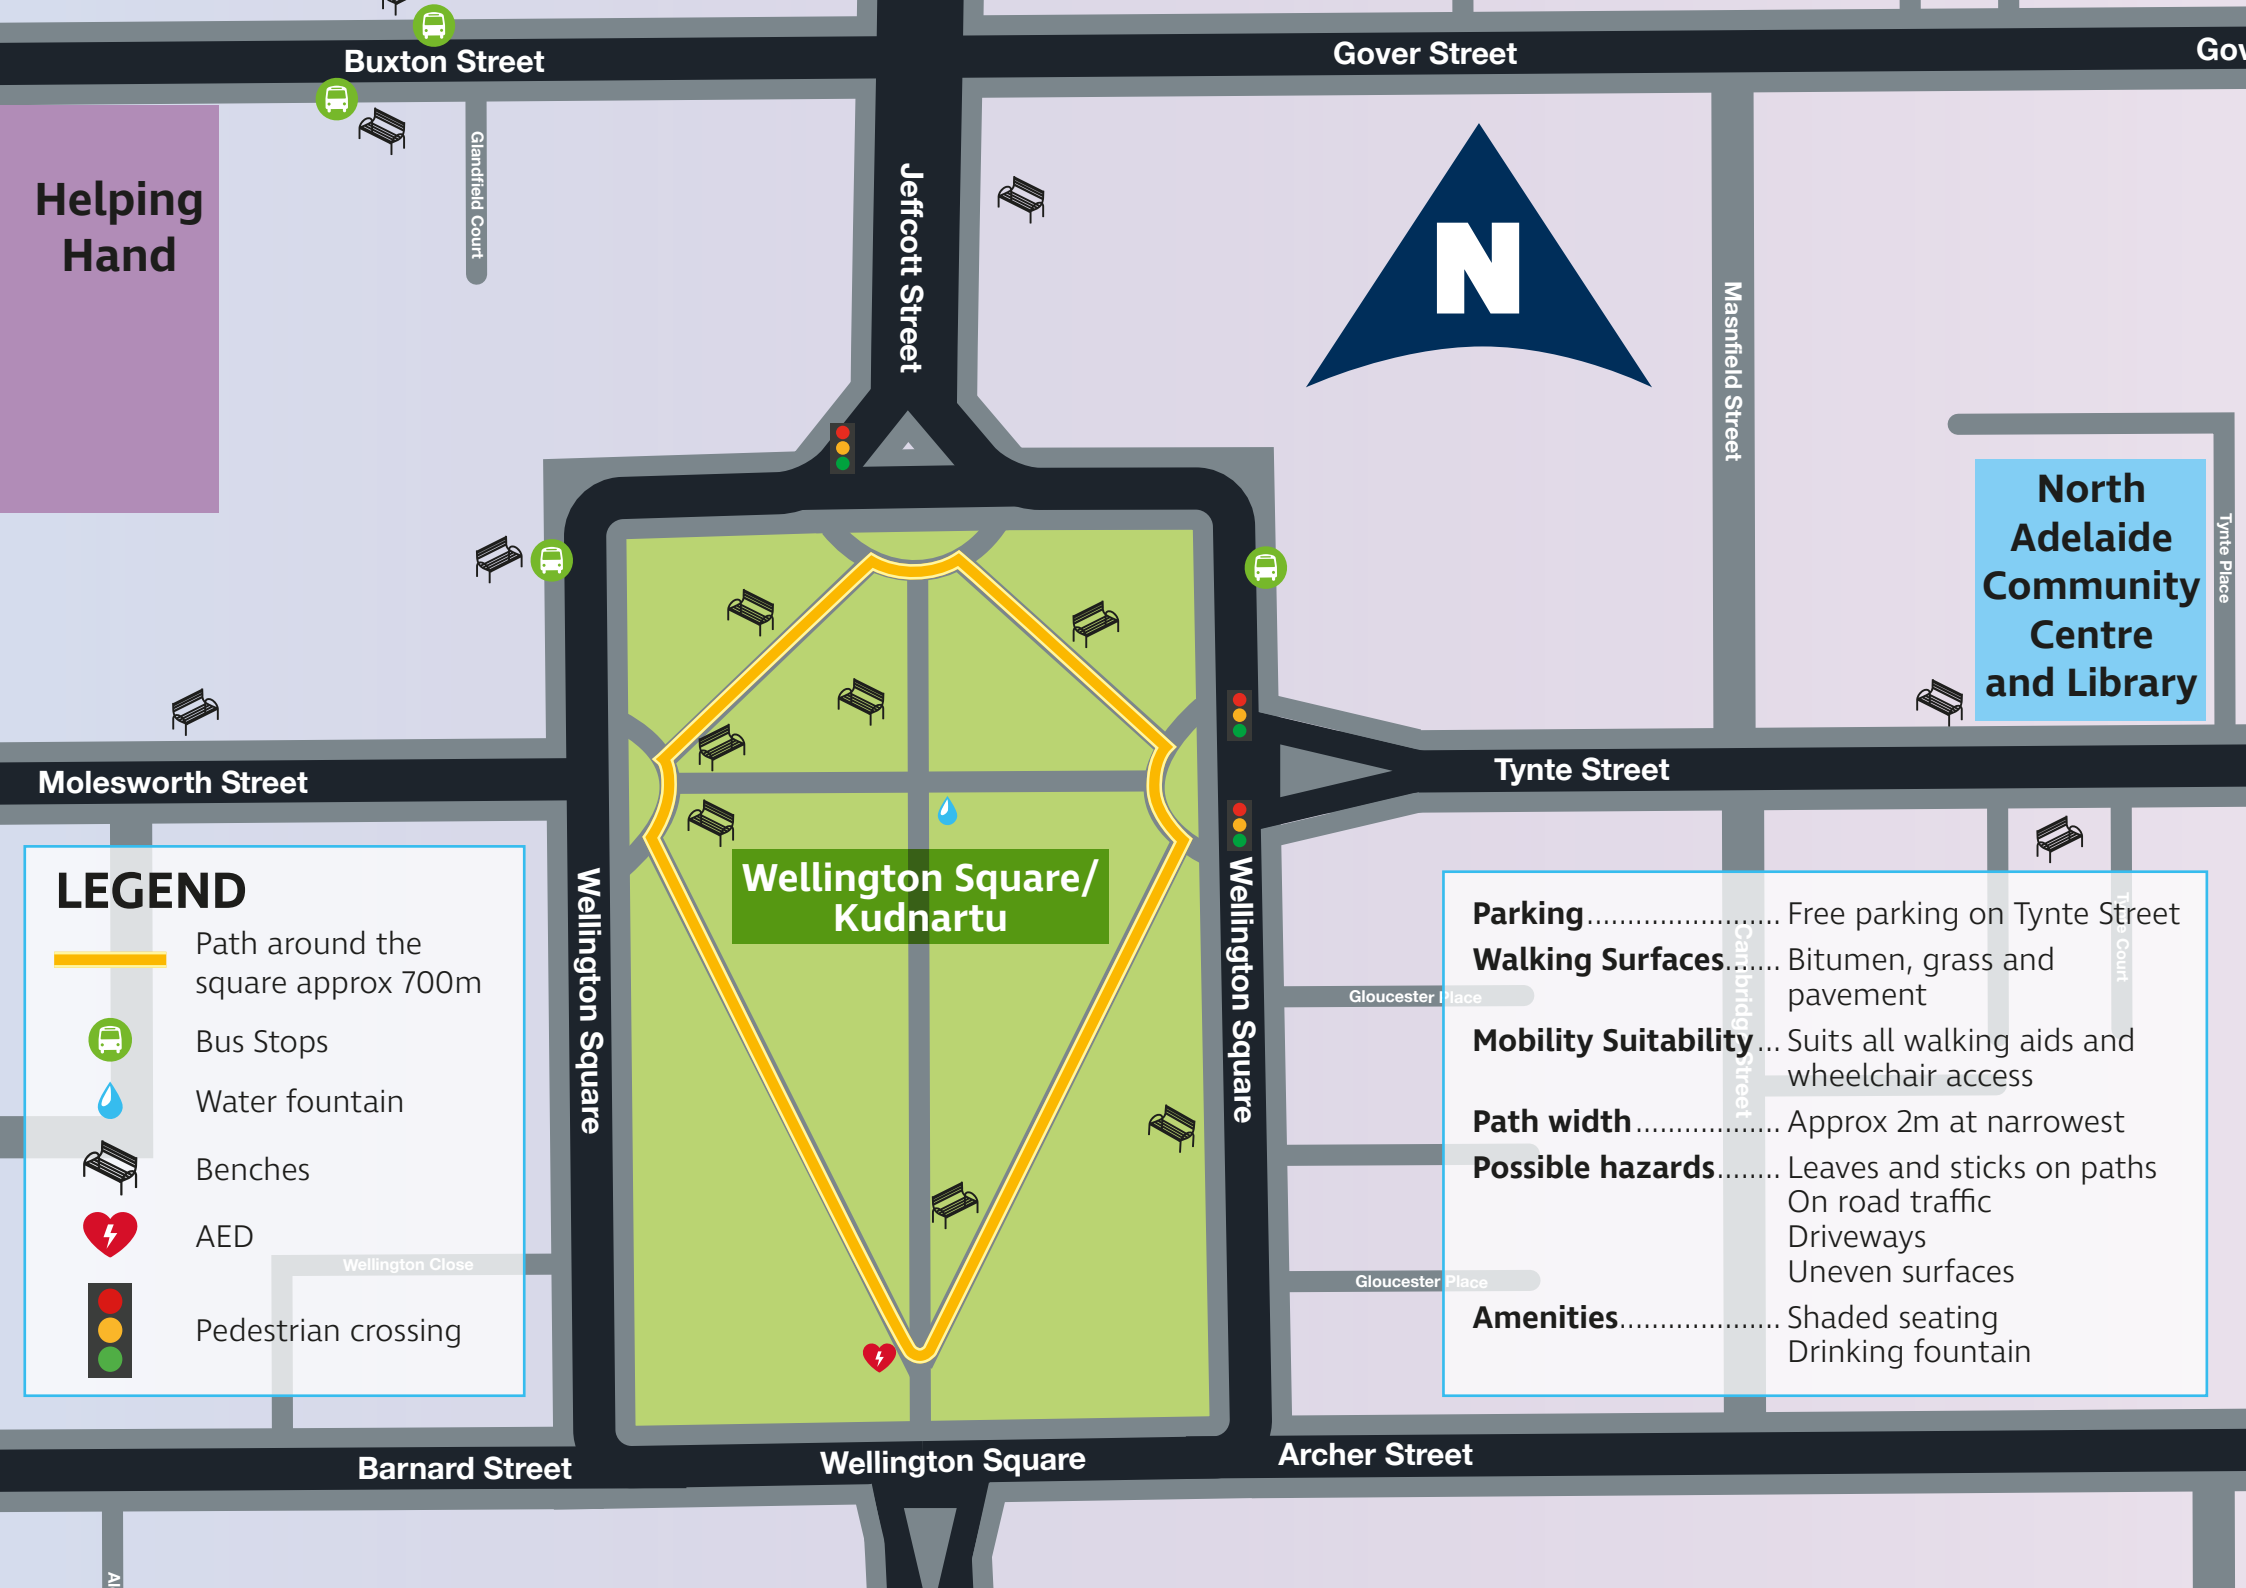 Buxton Street
Gover Street
Gov
Glandfield Court
Helping
Hand
Jeffcott Street
N
Masnfield Street
North
Adelaide
Community
Centre
and Library
Tynte Place
Molesworth Street
Tynte Street
Wellington Square/
Kudnartu
Wellington Square
Wellington Square
LEGEND
Path around the
square approx 700m
Bus Stops
Water fountain
Benches
AED
Pedestrian crossing
Wellington Close
Gloucester Place
Gloucester Place
Cambridge Street
Tynte Court
Parking....................... Free parking on Tynte Street
Walking Surfaces....... Bitumen, grass and
pavement
Mobility Suitability... Suits all walking aids and
wheelchair access
Path width.................. Approx 2m at narrowest
Possible hazards........ Leaves and sticks on paths
On road traffic
Driveways
Uneven surfaces
Amenities.................... Shaded seating
Drinking fountain
Barnard Street
Wellington Square
Archer Street